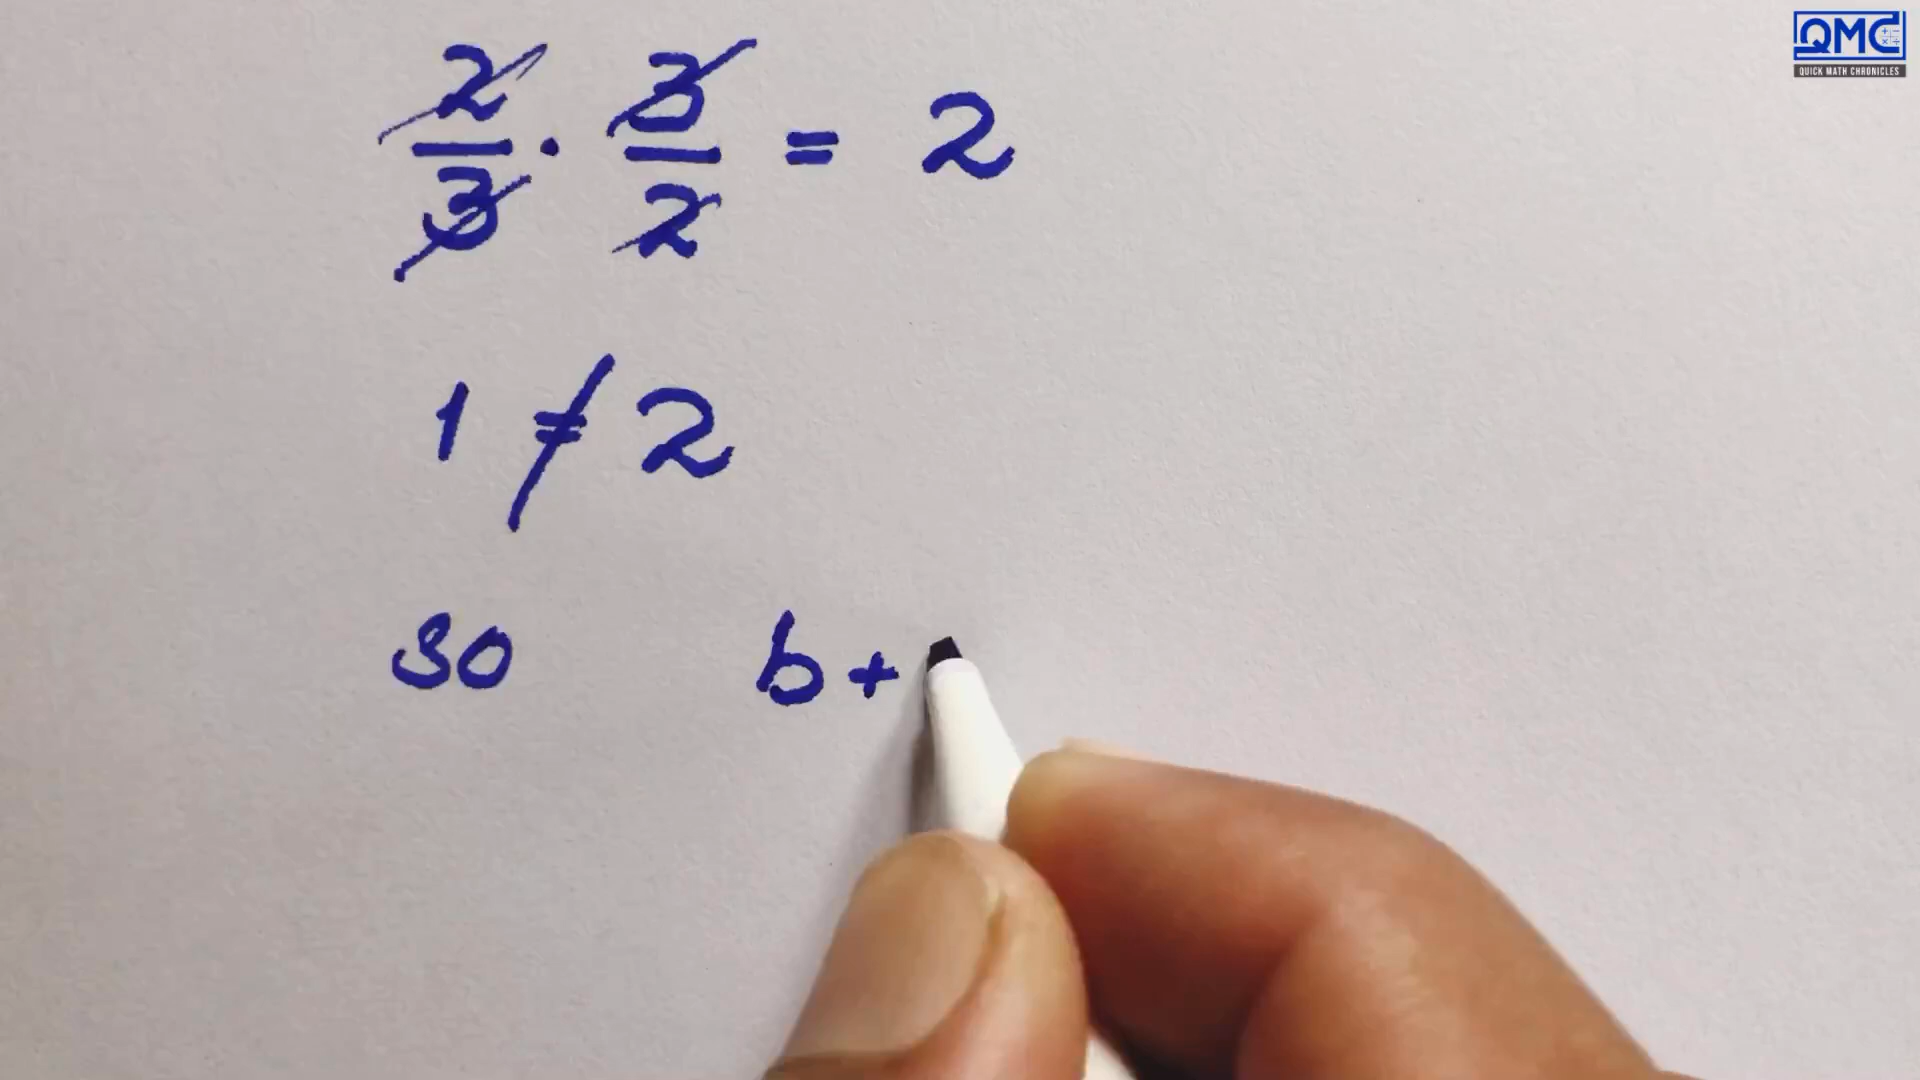 QMC
QUICK MATH CHRONICLES
2/3 · 3/2 = 2
1 ≠ 2
so b +